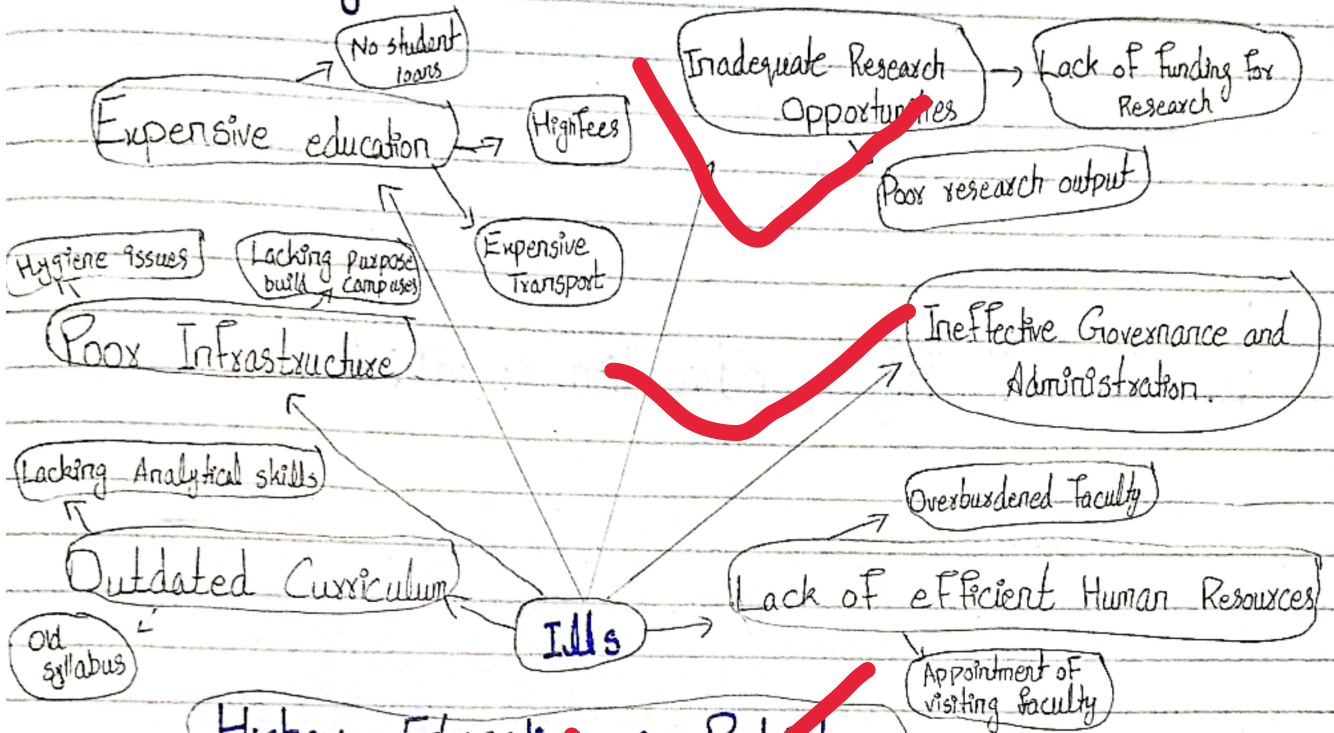 No student
loans
Expensive education
High Fees
Expensive
Transport
Inadequate Research
Opportunities
Lack of funding for
Research
Poor research output
Hygiene issues
Lacking purpose
build campuses
Poor Infrastructure
Ineffective Governance and
Administration.
Lacking Analytical skills
Outdated Curriculum
Old
syllabus
Ills
Overburdened Faculty
Lack of efficient Human Resources
Appointment of
visiting faculty